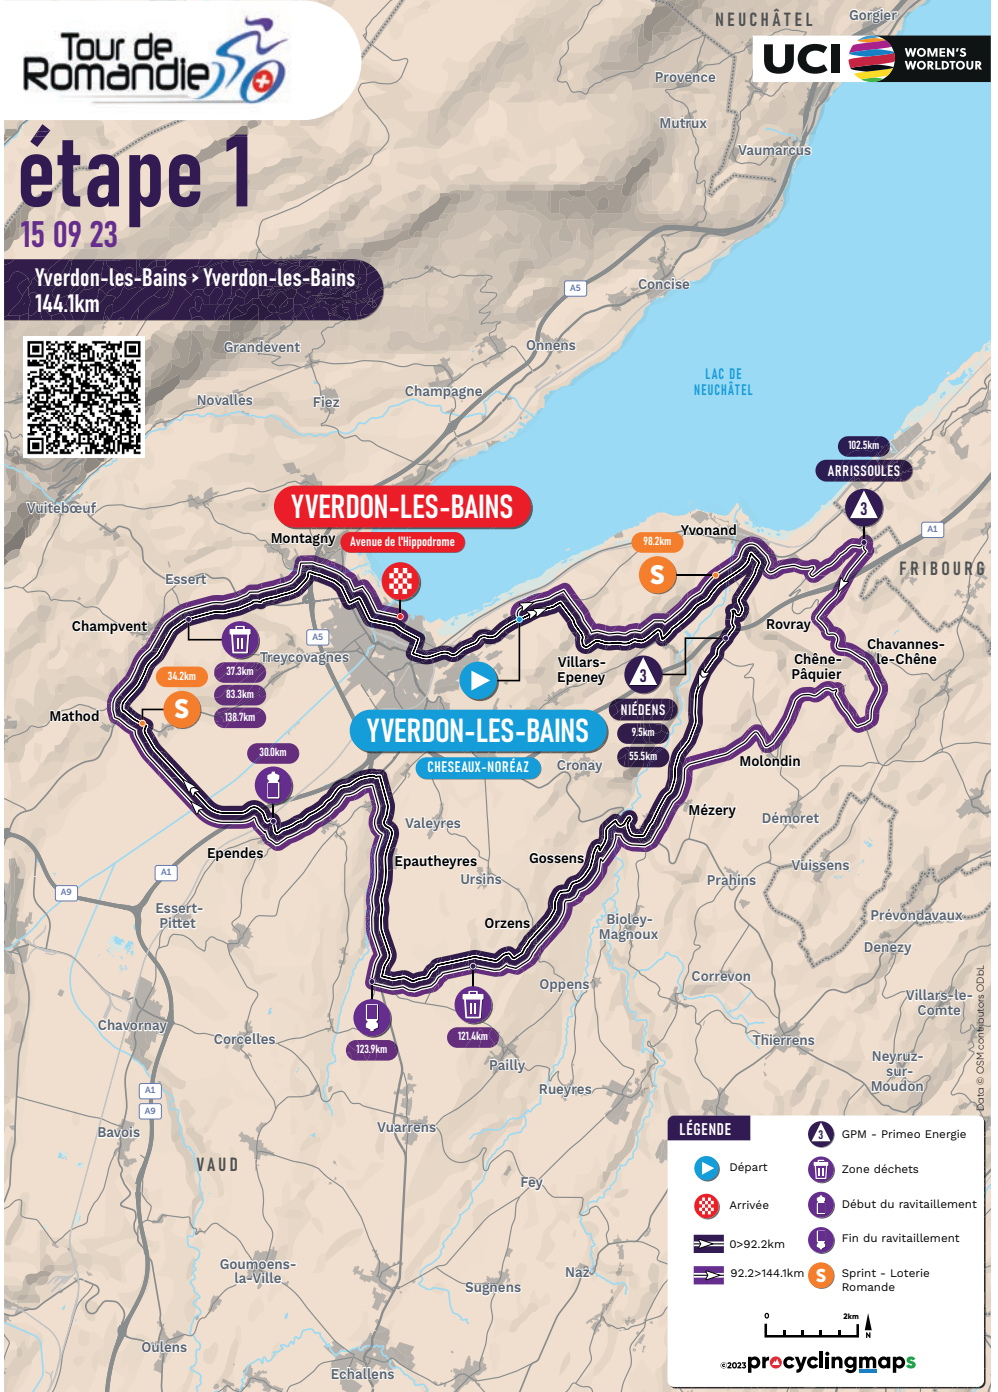 Tour de
Romandie
étape 1
15 09 23
Yverdon-les-Bains > Yverdon-les-Bains
144.1km
UCI
WOMEN'S
WORLDTOUR
NEUCHÂTEL
Gorgier
Provence
Mutrux
Vaumarcus
Concise
A5
Onnens
Grandevent
Champagne
Novalles
Fiez
LAC DE
NEUCHÂTEL
Vuitebœuf
102.5km
ARRISSOULES
3
A1
FRIBOURG
YVERDON-LES-BAINS
Avenue de l'Hippodrome
Montagny
Yvonand
98.2km
S
Essert
Champvent
A5
Treycovagnes
37.3km
83.3km
138.7km
34.2km
S
Mathod
30.0km
Rovray
Chavannes-
le-Chêne
Chêne-
Pâquier
Villars-
Epeney
3
NIÉDENS
9.5km
55.5km
YVERDON-LES-BAINS
CHESEAUX-NORÉAZ
Cronay
Molondin
Mézery
Démoret
Valeyres
Ependes
Epautheyres
Ursins
Gossens
Vuissens
Prahins
A1
A9
Essert-
Pittet
Orzens
Bioley-
Magnoux
Prévondavaux
Denezy
Oppens
Correvon
Villars-le-
Comte
Chavornay
Corcelles
123.9km
121.4km
Pailly
Thierrens
Neyruz-
sur-
Moudon
Rueyres
A1
A9
Bavois
Vuarrens
VAUD
Fey
Goumoens-
la-Ville
Naz
Sugnens
Oulens
Echallens
Data © OSM contributors ODbL
LÉGENDE
Départ
Arrivée
0>92.2km
92.2>144.1km
3
GPM - Primeo Energie
Zone déchets
Début du ravitaillement
Fin du ravitaillement
S
Sprint - Loterie
Romande
0
2km
N
©2023 procyclingmaps